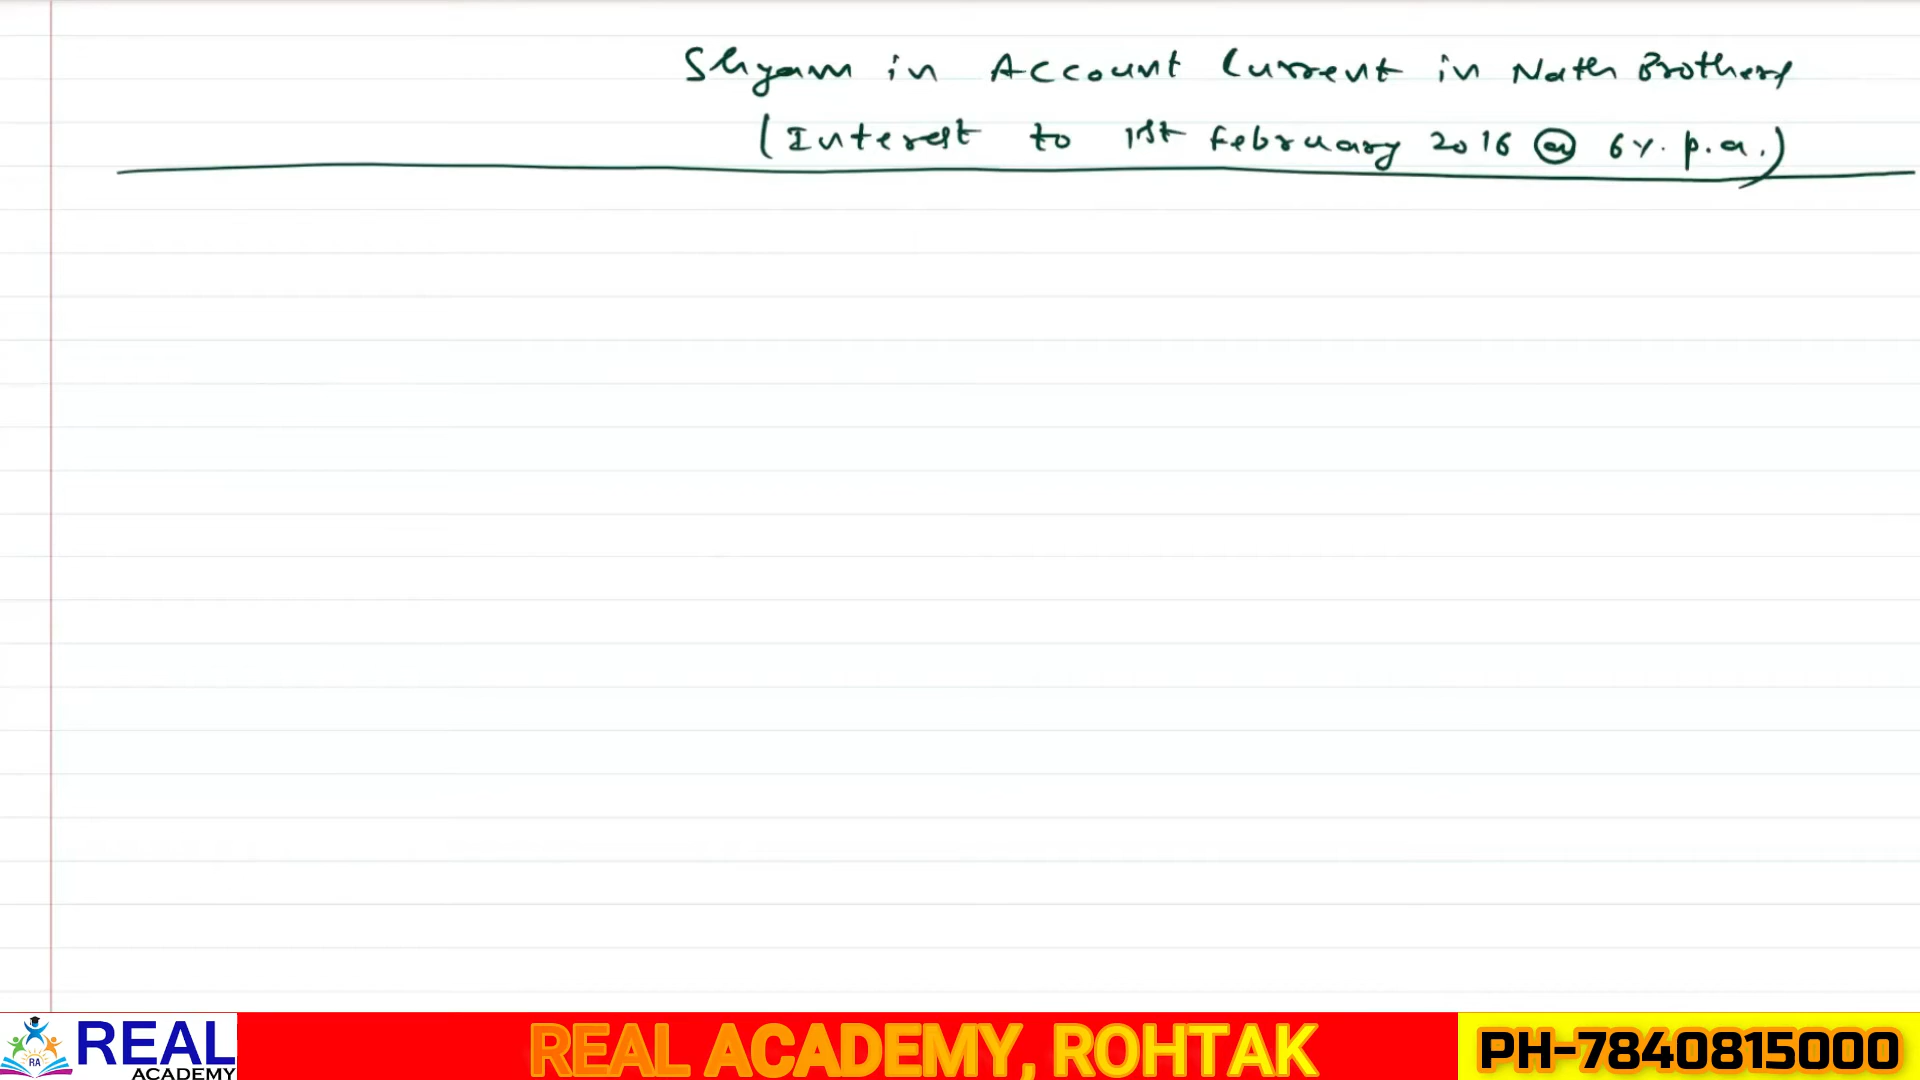 Shyam in Account Current in Nath Brothers
(Interest to 1st February 2016 @ 6%. p.a.)
RA
REAL
ACADEMY
REAL ACADEMY, ROHTAK
PH-7840815000